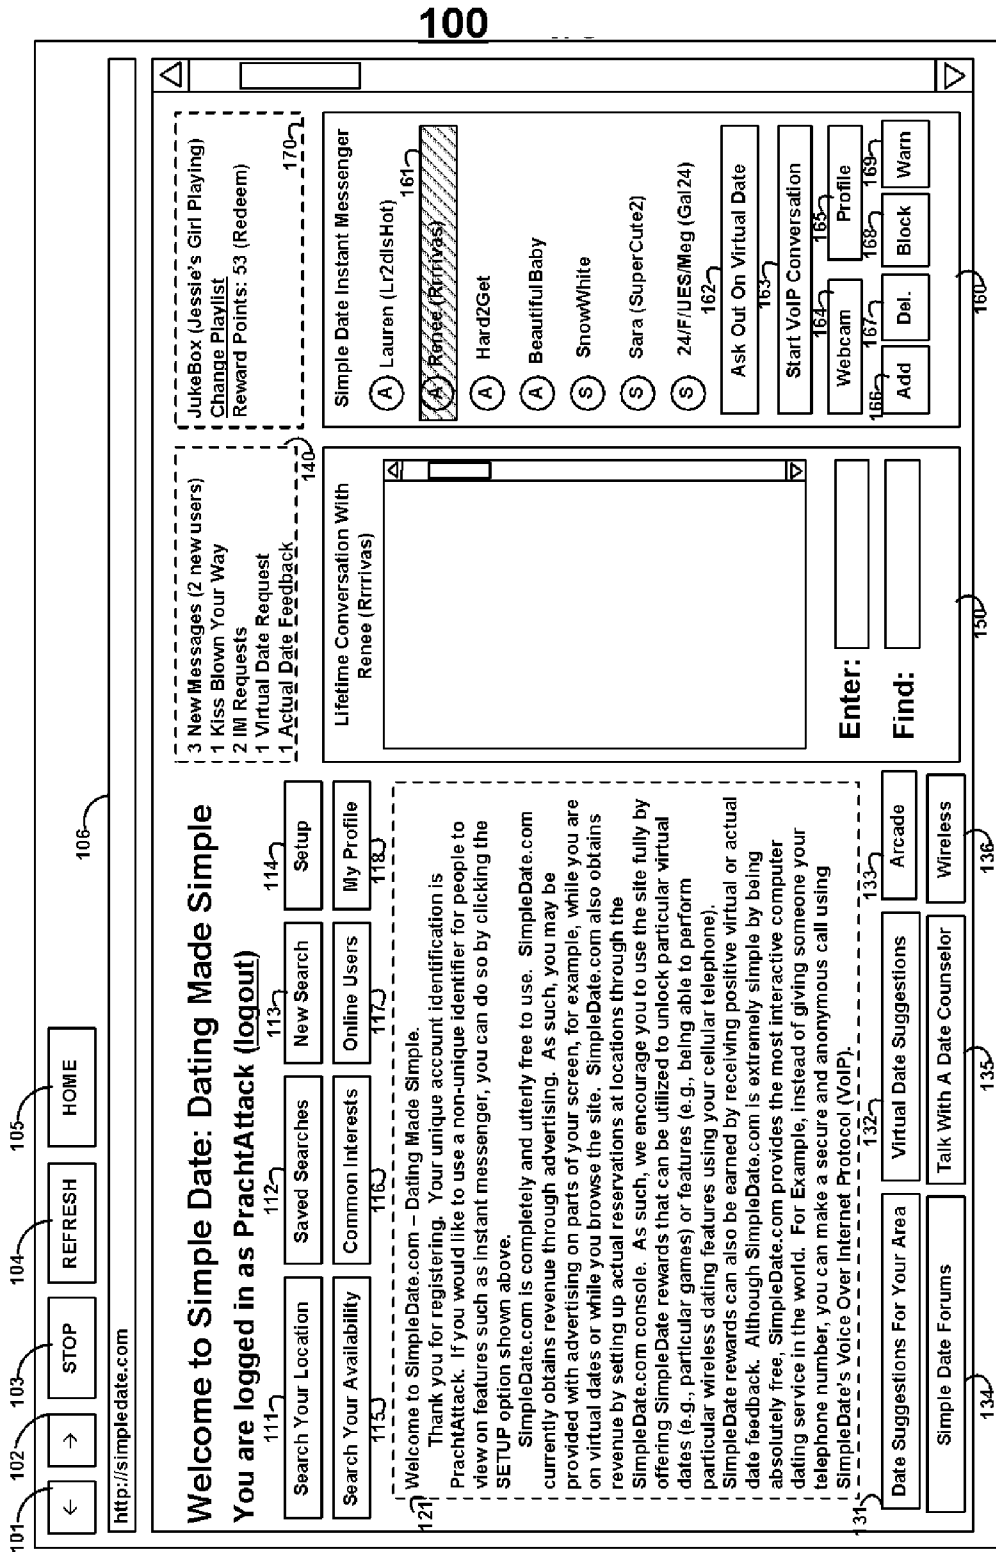 100
101
102
103
104
105
106
←
→
STOP
REFRESH
HOME
http://simpledate.com
Welcome to Simple Date: Dating Made Simple
You are logged in as PrachtAttack (logout)
111
112
113
114
Search Your Location
Saved Searches
New Search
Setup
Search Your Availability
Common Interests
Online Users
My Profile
115
116
117
118
121
Welcome to SimpleDate.com – Dating Made Simple.
Thank you for registering. Your unique account identification is
PrachtAttack. If you would like to use a non-unique identifier for people to
view on features such as instant messenger, you can do so by clicking the
SETUP option shown above.
SimpleDate.com is completely and utterly free to use. SimpleDate.com
currently obtains revenue through advertising. As such, you may be
provided with advertising on parts of your screen, for example, while you are
on virtual dates or while you browse the site. SimpleDate.com also obtains
revenue by setting up actual reservations at locations through the
SimpleDate.com console. As such, we encourage you to use the site fully by
offering SimpleDate rewards that can be utilized to unlock particular virtual
dates (e.g., particular games) or features (e.g., being able to perform
particular wireless dating features using your cellular telephone).
SimpleDate rewards can also be earned by receiving positive virtual or actual
date feedback. Although SimpleDate.com is extremely simple by being
absolutely free, SimpleDate.com provides the most interactive computer
dating service in the world. For Example, instead of giving someone your
telephone number, you can make a secure and anonymous call using
SimpleDate's Voice Over Internet Protocol (VoIP).
131
132
133
Date Suggestions For Your Area
Virtual Date Suggestions
Arcade
Simple Date Forums
Talk With A Date Counselor
Wireless
134
135
136
3 New Messages (2 new users)
1 Kiss Blown Your Way
2 IM Requests
1 Virtual Date Request
1 Actual Date Feedback
140
Lifetime Conversation With
Renee (Rrrrivas)
Enter:
Find:
150
JukeBox (Jessie's Girl Playing)
Change Playlist
Reward Points: 53 (Redeem)
170
Simple Date Instant Messenger
A Lauren (Lr2dIsHot)
161
A Renee (Rrrrivas)
A Hard2Get
A BeautifulBaby
S SnowWhite
S Sara (SuperCute2)
S 24/F/UES/Meg (Gal24)
162
Ask Out On Virtual Date
163
Start VoIP Conversation
164
165
Webcam
Profile
166
167
168
169
Add
Del.
Block
Warn
160